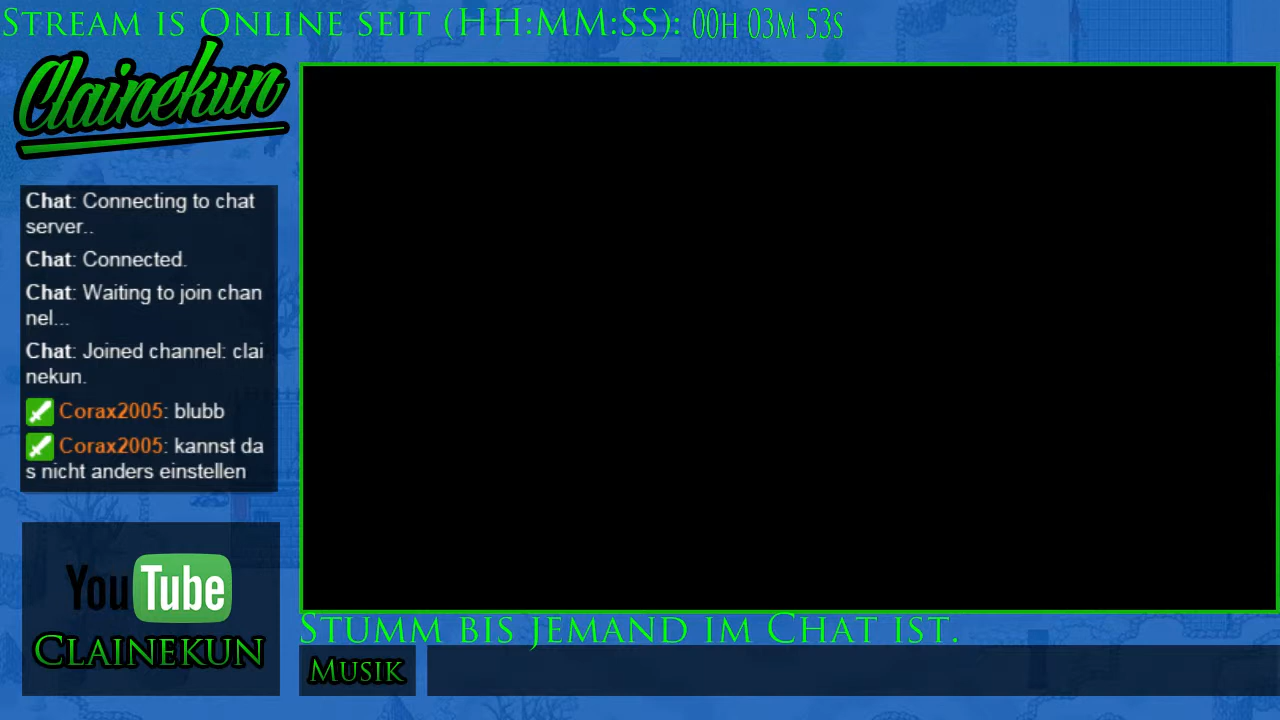 Stream is Online seit (HH:MM:SS): 00h 03m 53s
Clainekun
Chat: Connecting to chat
server..
Chat: Connected.
Chat: Waiting to join chan
nel...
Chat: Joined channel: clai
nekun.
Corax2005: blubb
Corax2005: kannst da
s nicht anders einstellen
YouTube
Clainekun
Stumm bis jemand im Chat ist.
Musik